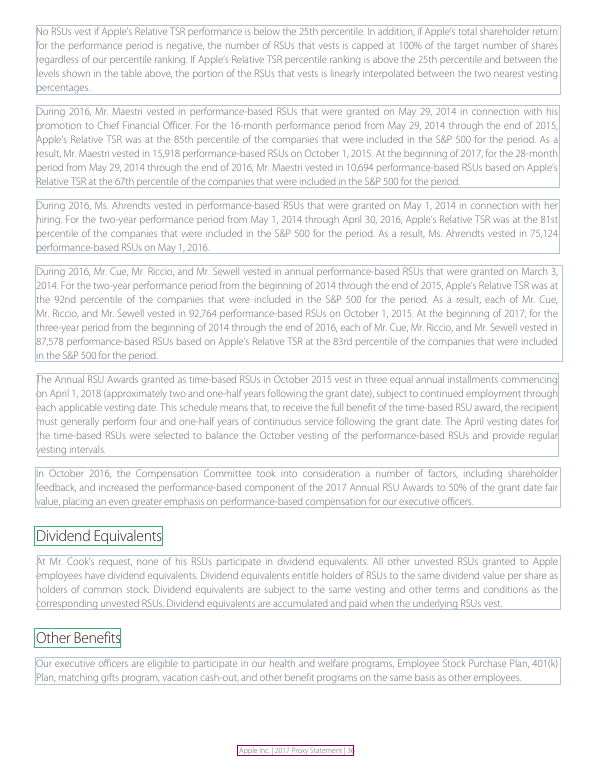 No RSUs vest if Apple's Relative TSR performance is below the 25th percentile. In addition, if Apple's total shareholder return
for the performance period is negative, the number of RSUs that vests is capped at 100% of the target number of shares
regardless of our percentile ranking. If Apple's Relative TSR percentile ranking is above the 25th percentile and between the
levels shown in the table above, the portion of the RSUs that vests is linearly interpolated between the two nearest vesting
percentages.
During 2016, Mr. Maestri vested in performance-based RSUs that were granted on May 29, 2014 in connection with his
promotion to Chief Financial Officer. For the 16-month performance period from May 29, 2014 through the end of 2015,
Apple's Relative TSR was at the 85th percentile of the companies that were included in the S&P 500 for the period. As a
result, Mr. Maestri vested in 15,918 performance-based RSUs on October 1, 2015. At the beginning of 2017, for the 28-month
period from May 29, 2014 through the end of 2016, Mr. Maestri vested in 10,694 performance-based RSUs based on Apple's
Relative TSR at the 67th percentile of the companies that were included in the S&P 500 for the period.
During 2016, Ms. Ahrendts vested in performance-based RSUs that were granted on May 1, 2014 in connection with her
hiring. For the two-year performance period from May 1, 2014 through April 30, 2016, Apple's Relative TSR was at the 81st
percentile of the companies that were included in the S&P 500 for the period. As a result, Ms. Ahrendts vested in 75,124
performance-based RSUs on May 1, 2016.
During 2016, Mr. Cue, Mr. Riccio, and Mr. Sewell vested in annual performance-based RSUs that were granted on March 3,
2014. For the two-year performance period from the beginning of 2014 through the end of 2015, Apple's Relative TSR was at
the 92nd percentile of the companies that were included in the S&P 500 for the period. As a result, each of Mr. Cue,
Mr. Riccio, and Mr. Sewell vested in 92,764 performance-based RSUs on October 1, 2015. At the beginning of 2017, for the
three-year period from the beginning of 2014 through the end of 2016, each of Mr. Cue, Mr. Riccio, and Mr. Sewell vested in
87,578 performance-based RSUs based on Apple's Relative TSR at the 83rd percentile of the companies that were included
in the S&P 500 for the period.
The Annual RSU Awards granted as time-based RSUs in October 2015 vest in three equal annual installments commencing
on April 1, 2018 (approximately two and one-half years following the grant date), subject to continued employment through
each applicable vesting date. This schedule means that, to receive the full benefit of the time-based RSU award, the recipient
must generally perform four and one-half years of continuous service following the grant date. The April vesting dates for
the time-based RSUs were selected to balance the October vesting of the performance-based RSUs and provide regular
vesting intervals.
In October 2016, the Compensation Committee took into consideration a number of factors, including shareholder
feedback, and increased the performance-based component of the 2017 Annual RSU Awards to 50% of the grant date fair
value, placing an even greater emphasis on performance-based compensation for our executive officers.
Dividend Equivalents
At Mr. Cook's request, none of his RSUs participate in dividend equivalents. All other unvested RSUs granted to Apple
employees have dividend equivalents. Dividend equivalents entitle holders of RSUs to the same dividend value per share as
holders of common stock. Dividend equivalents are subject to the same vesting and other terms and conditions as the
corresponding unvested RSUs. Dividend equivalents are accumulated and paid when the underlying RSUs vest.
Other Benefits
Our executive officers are eligible to participate in our health and welfare programs, Employee Stock Purchase Plan, 401(k)
Plan, matching gifts program, vacation cash-out, and other benefit programs on the same basis as other employees.
Apple Inc. | 2017 Proxy Statement |